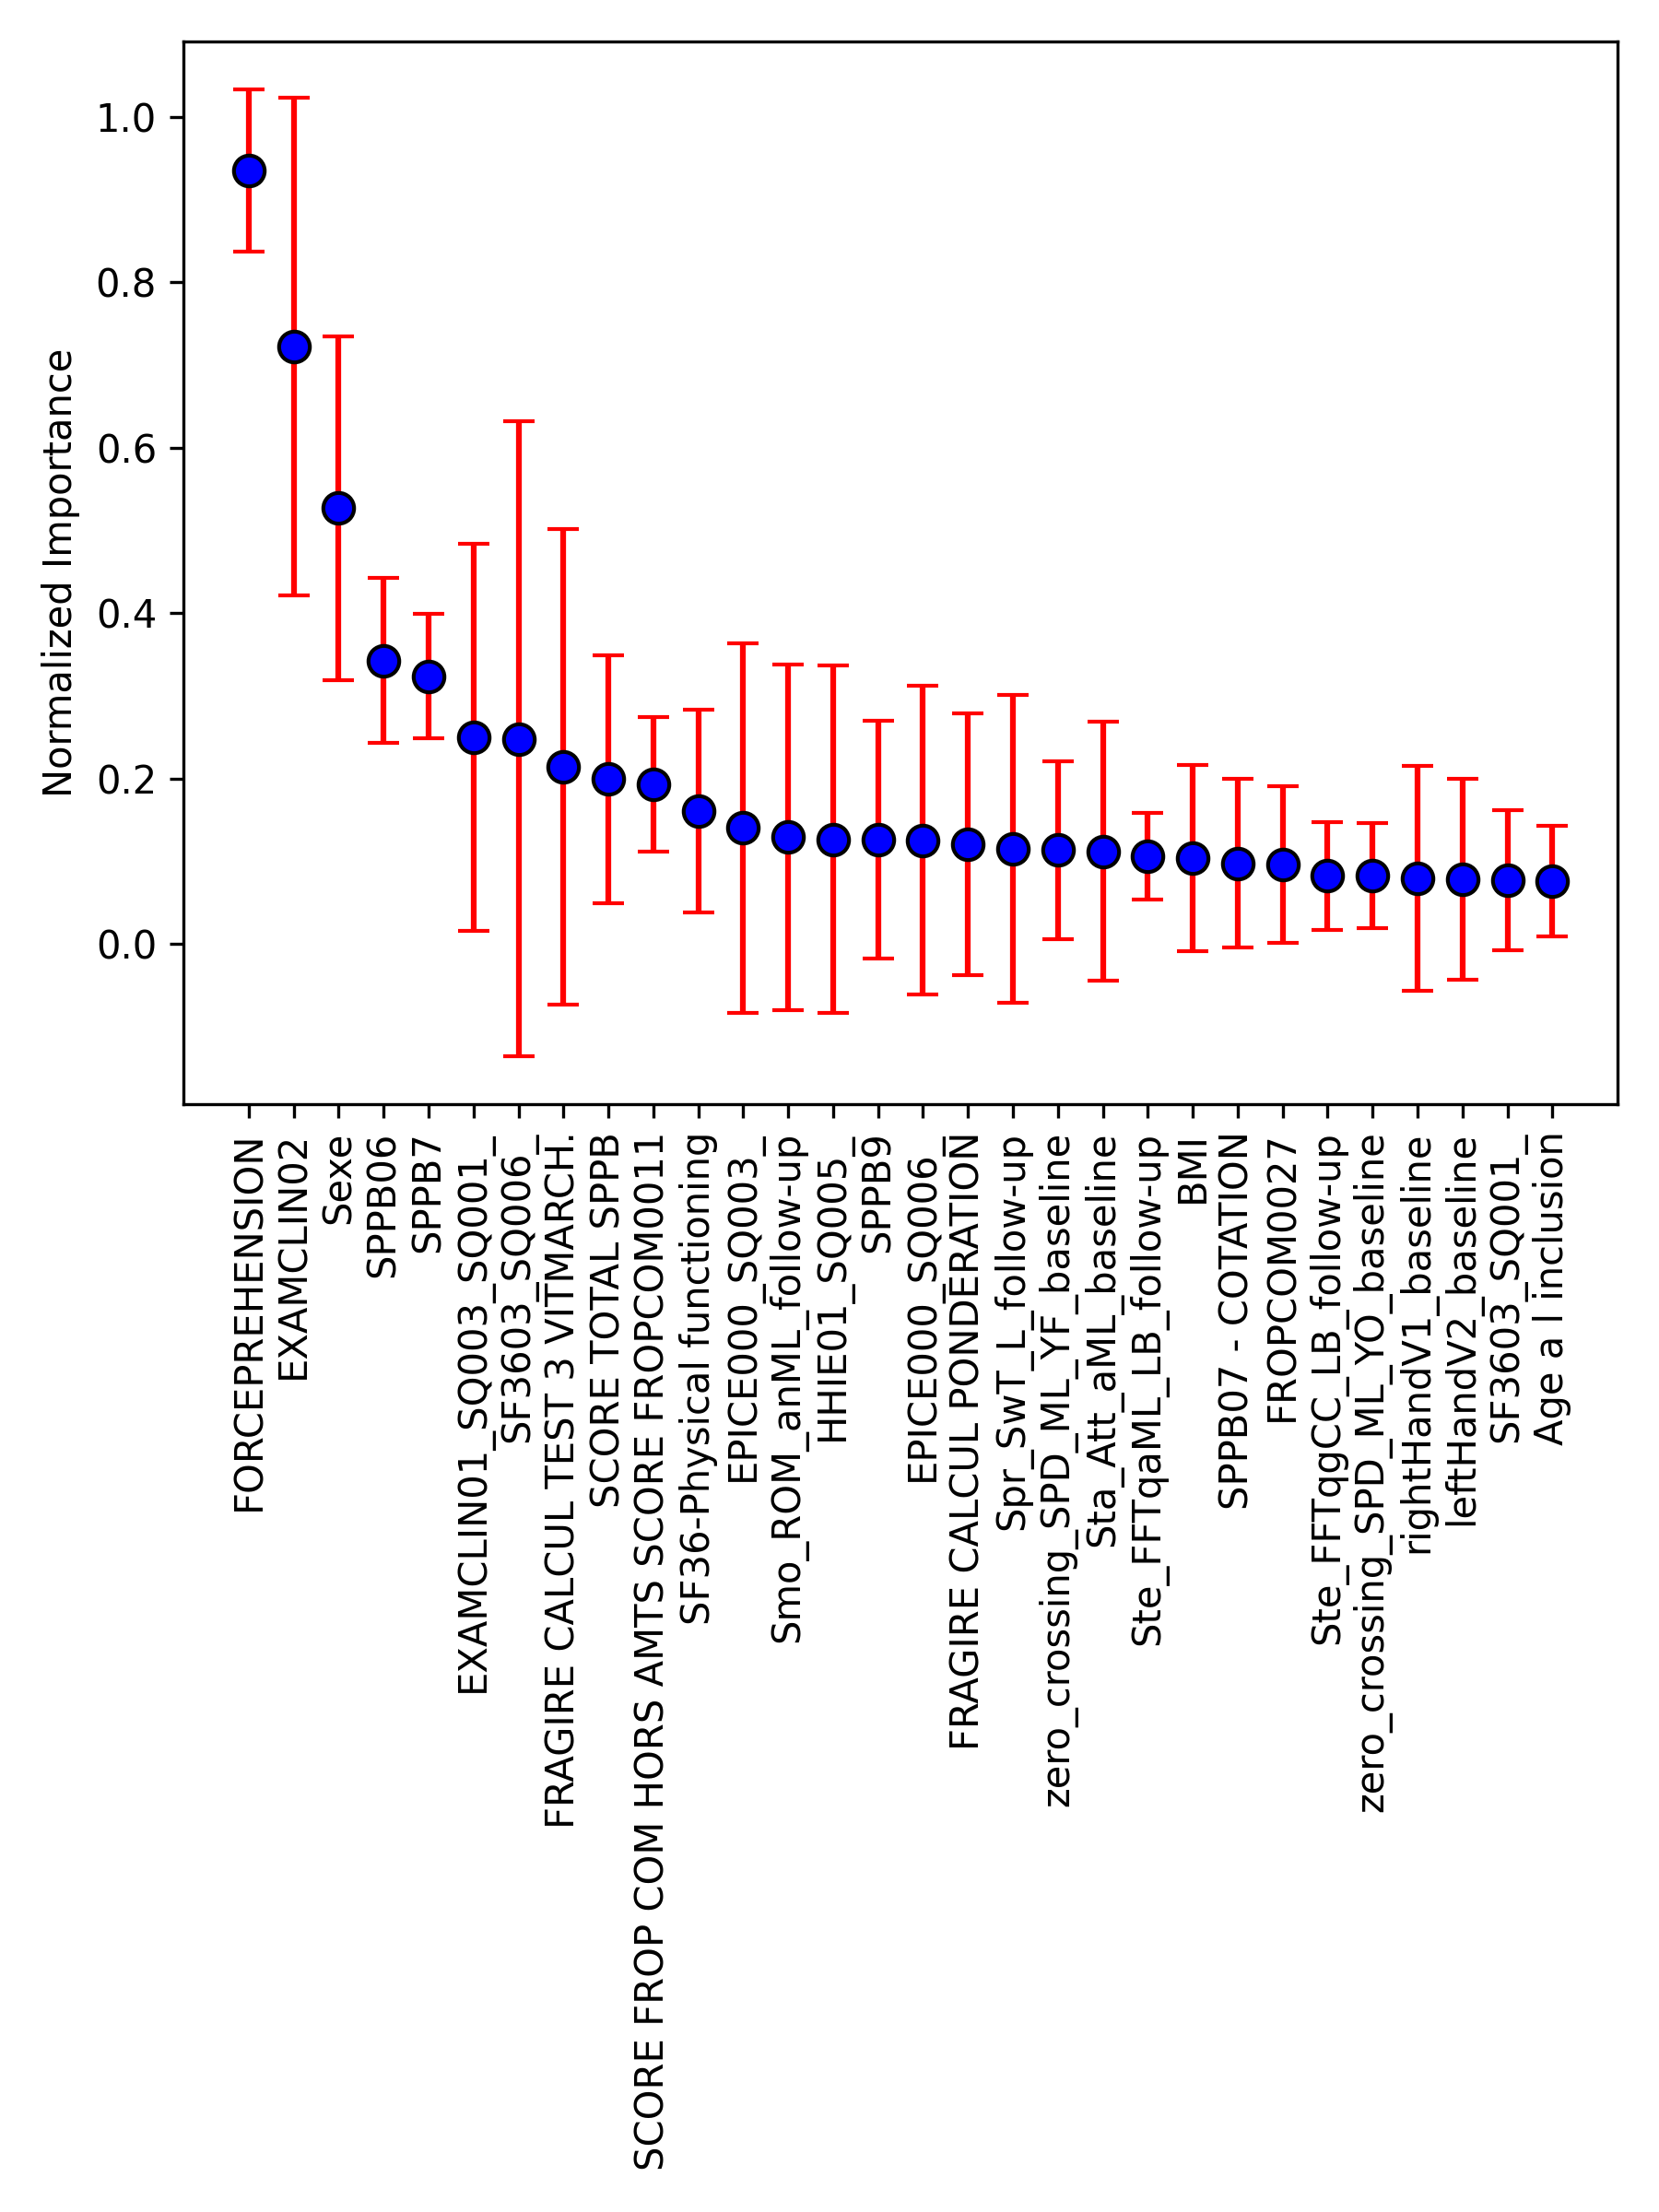 Normalized Importance
1.0
0.8
0.6
0.4
0.2
0.0
FORCEPREHENSION
EXAMCLIN02
Sexe
SPPB06
SPPB7
EXAMCLIN01_SQ003_SQ001_
SF3603_SQ006_
FRAGIRE CALCUL TEST 3 VITMARCH.
SCORE TOTAL SPPB
SCORE FROP COM HORS AMTS SCORE FROPCOM0011
SF36-Physical functioning
EPICE000_SQ003_
Smo_ROM_anML_follow-up
HHIE01_SQ005_
SPPB9
EPICE000_SQ006_
FRAGIRE CALCUL PONDERATION
Spr_SwT_L_follow-up
zero_crossing_SPD_ML_YF_baseline
Sta_Att_aML_baseline
Ste_FFTqaML_LB_follow-up
BMI
SPPB07 - COTATION
FROPCOM0027
Ste_FFTqgCC_LB_follow-up
zero_crossing_SPD_ML_YO_baseline
rightHandV1_baseline
leftHandV2_baseline
SF3603_SQ001_
Age a l inclusion